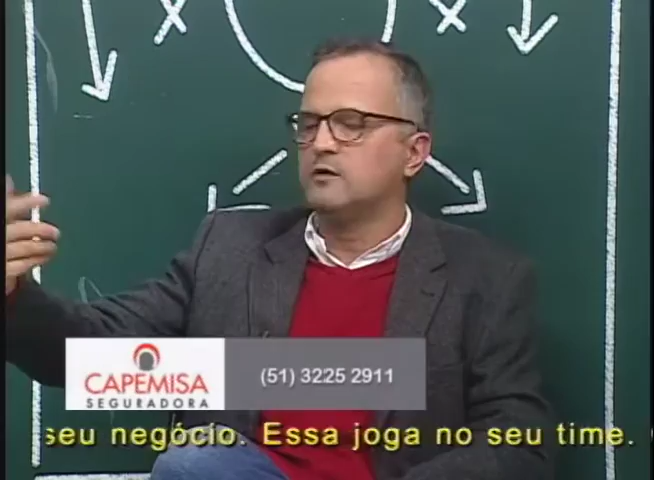 CAPEMISA
SEGURADORA
(51) 3225 2911
seu negócio. Essa joga no seu time.